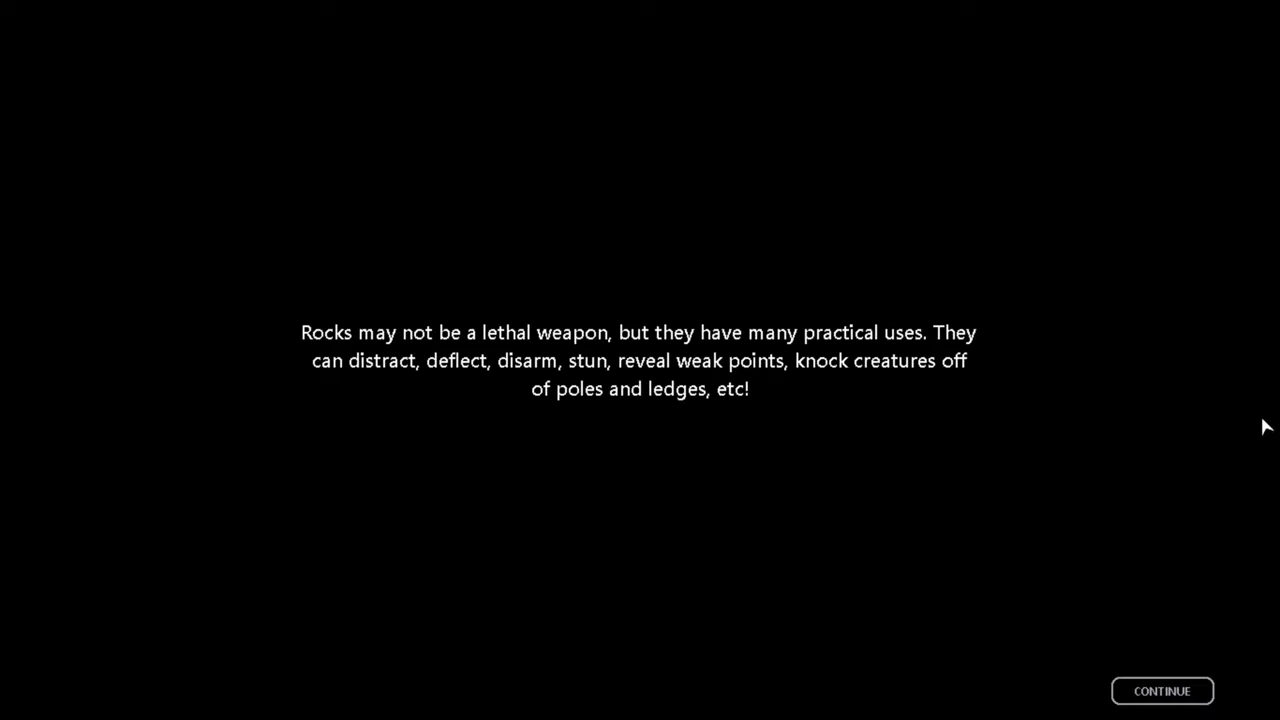 Rocks may not be a lethal weapon, but they have many practical uses. They
can distract, deflect, disarm, stun, reveal weak points, knock creatures off
of poles and ledges, etc!
CONTINUE